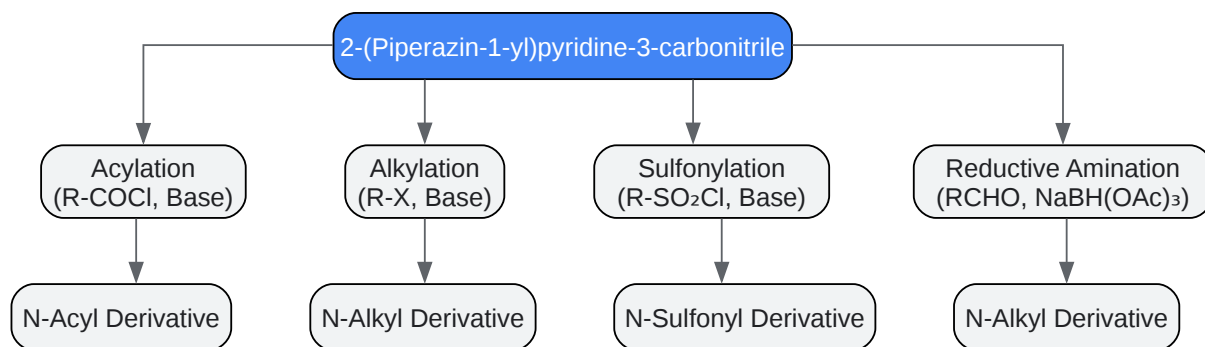 2-(Piperazin-1-yl)pyridine-3-carbonitrile
Acylation
(R-COCl, Base)
Alkylation
(R-X, Base)
Sulfonylation
(R-SO₂Cl, Base)
Reductive Amination
(RCHO, NaBH(OAc)₃)
N-Acyl Derivative
N-Alkyl Derivative
N-Sulfonyl Derivative
N-Alkyl Derivative